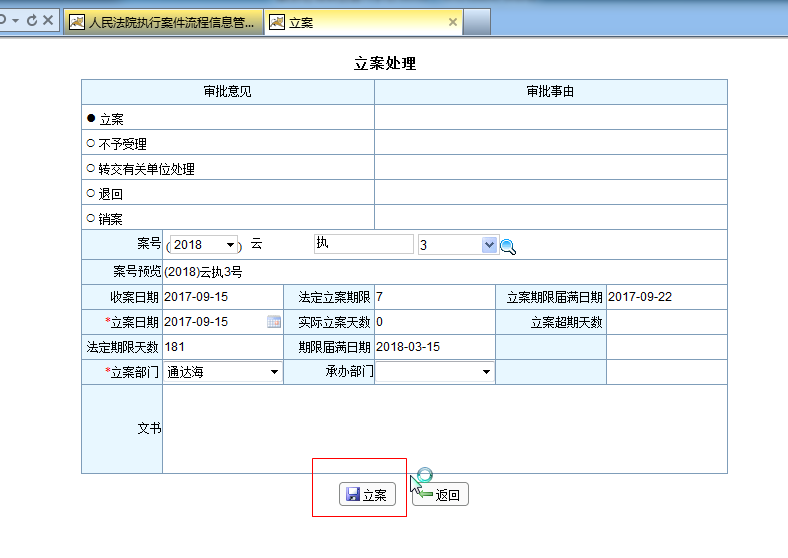 人民法院执行案件流程信息管...
立案
立案处理
审批意见 审批事由
立案
不予受理
转交有关单位处理
退回
销案
案号 (2018) 云 执 3
案号预览 (2018)云执3号
收案日期 2017-09-15 法定立案期限 7 立案期限届满日期 2017-09-22
*立案日期 2017-09-15 实际立案天数 0 立案超期天数
法定期限天数 181 期限届满日期 2018-03-15
*立案部门 通达海 承办部门
文书
立案 返回